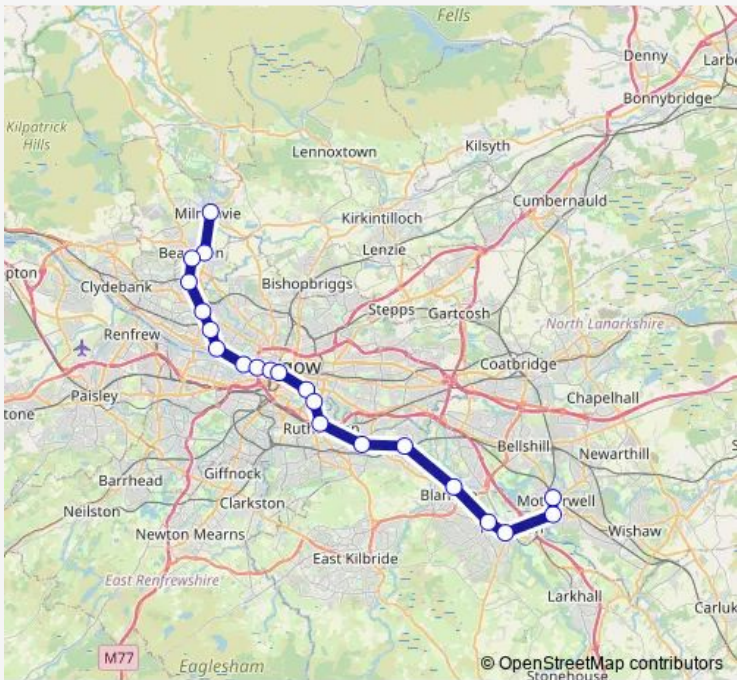 Fells
Denny
Larbe
Bonnybridge
Kilpatrick
Hills
Lennoxtown
Kilsyth
Cumbernauld
Kirkintilloch
Lenzie
Clydebank
Bishopbriggs
Renfrew
Stepps
Gartcosh
North Lanarkshire
Coatbridge
Paisley
Chapelhall
Bellshill
Newarthill
Giffnock
Barrhead
Clarkston
Neilston
Wishaw
Newton Mearns
East Kilbride
East Renfrewshire
Larkhall
Carluk
M77
Eaglesham
© OpenStreetMap contributors
Stonehouse